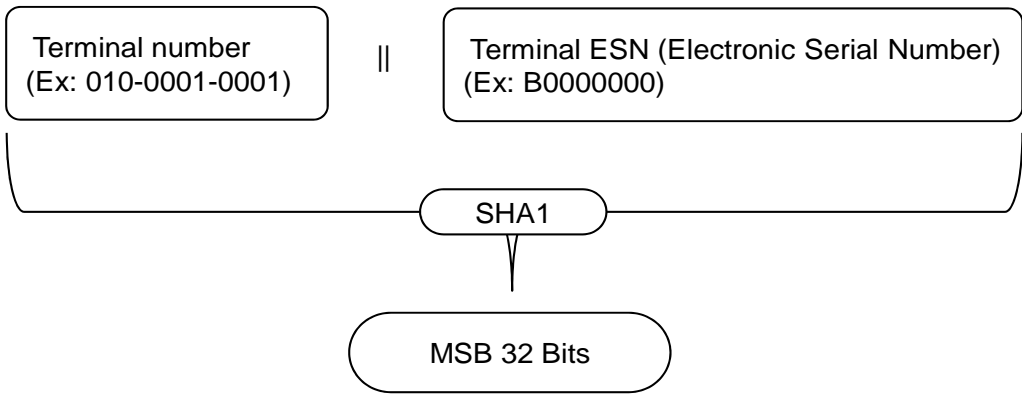 Terminal number
(Ex: 010-0001-0001)
||
Terminal ESN (Electronic Serial Number)
(Ex: B0000000)
SHA1
MSB 32 Bits